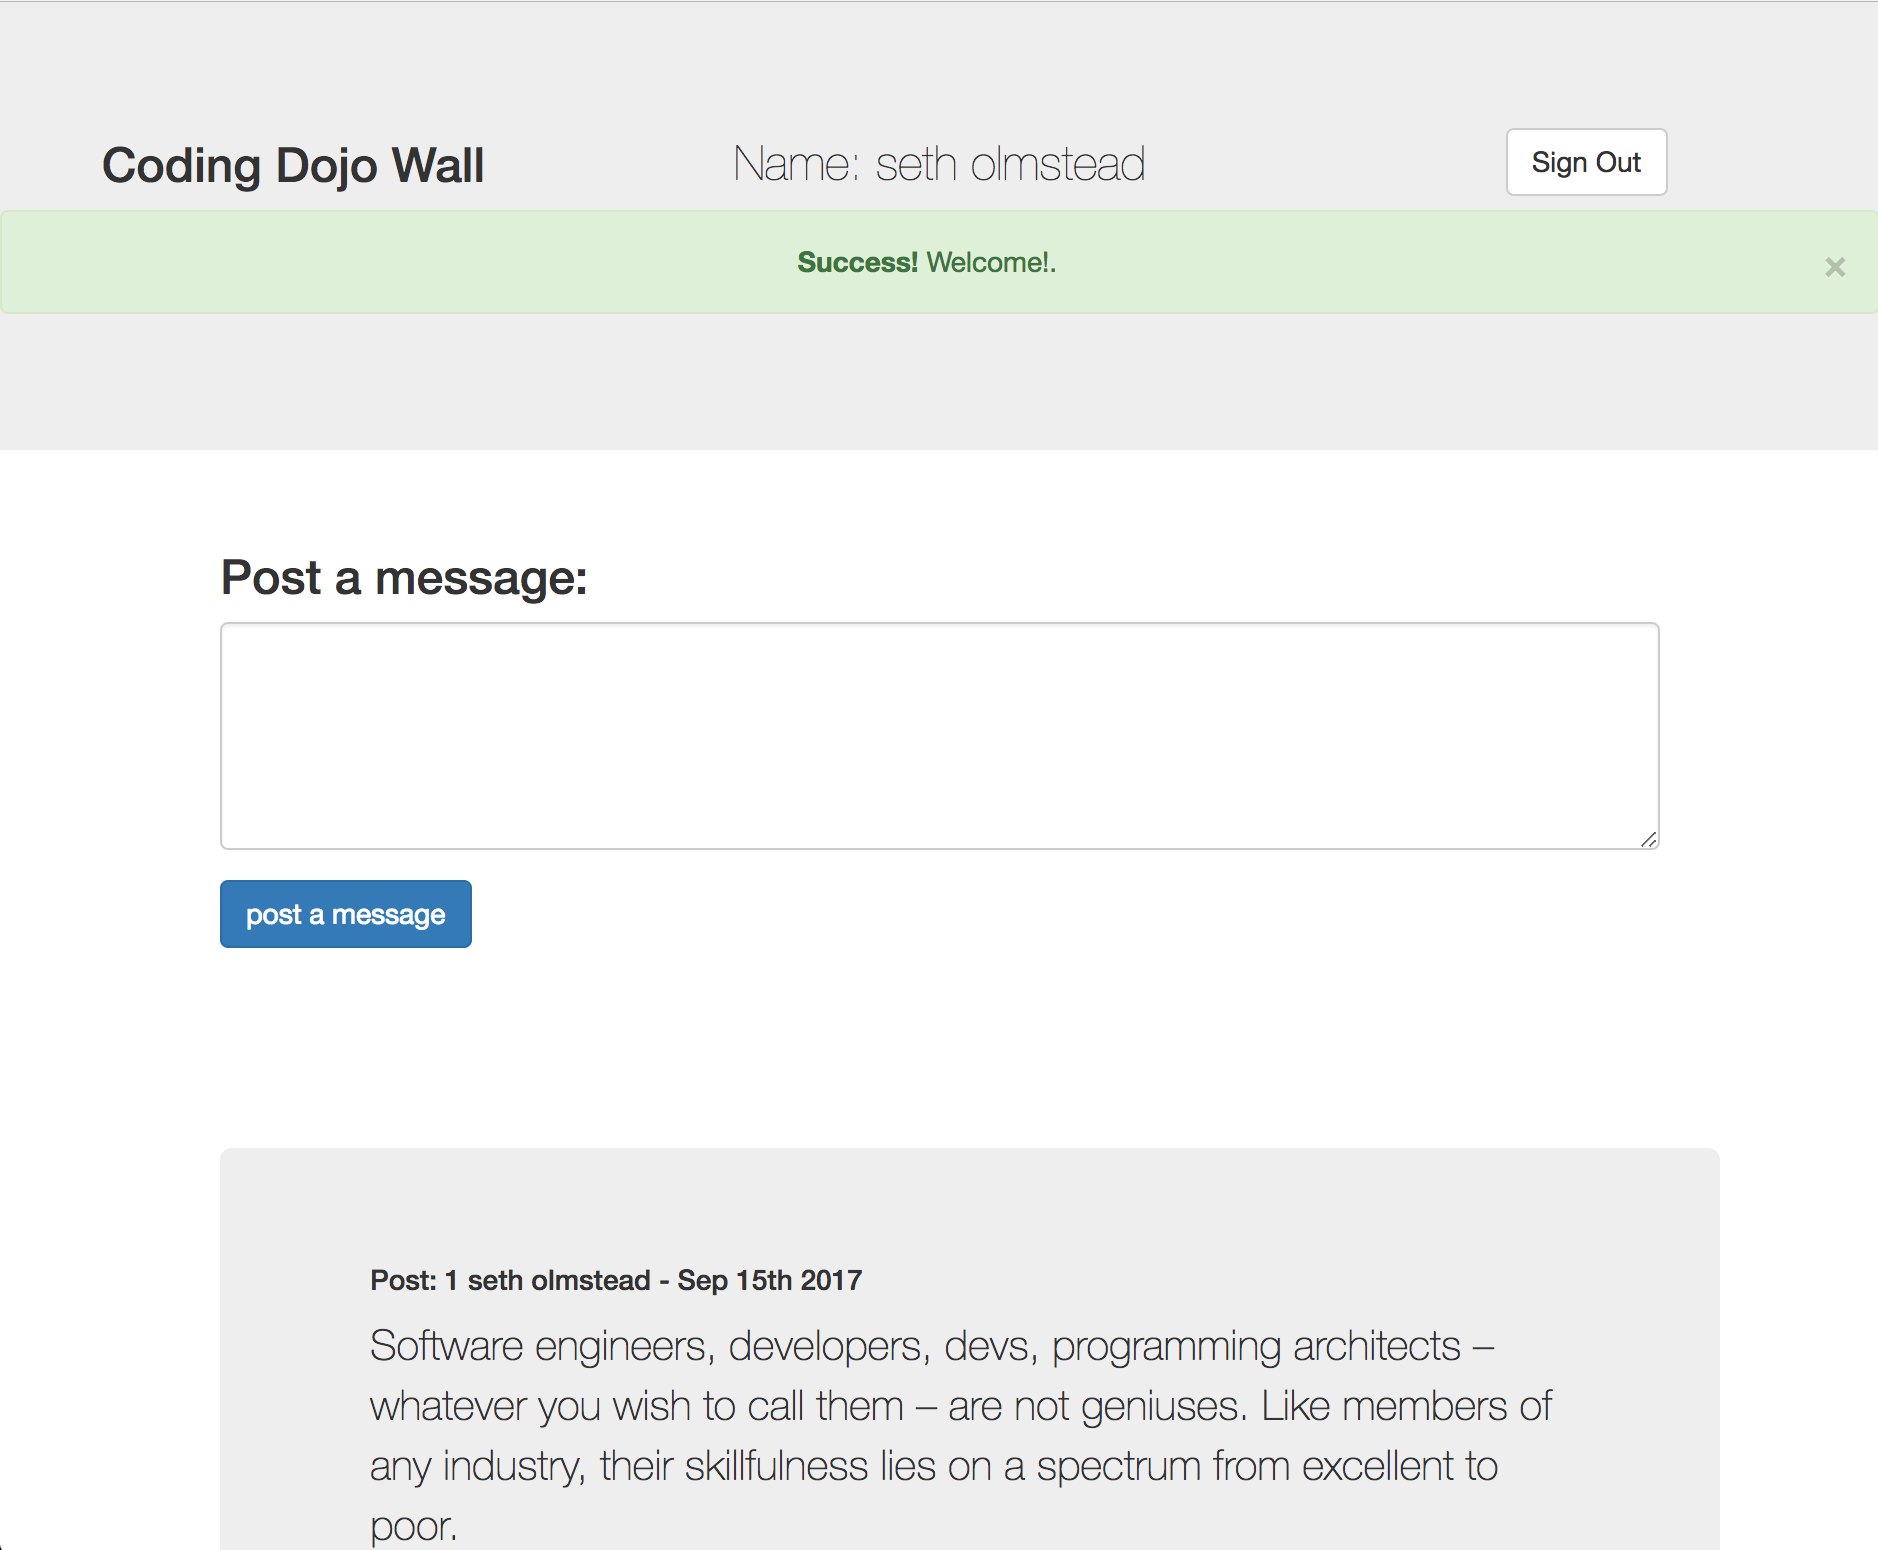 Coding Dojo Wall
Name: seth olmstead
Sign Out
Success! Welcome!.
×
Post a message:
post a message
Post: 1 seth olmstead - Sep 15th 2017
Software engineers, developers, devs, programming architects –
whatever you wish to call them – are not geniuses. Like members of
any industry, their skillfulness lies on a spectrum from excellent to
poor.